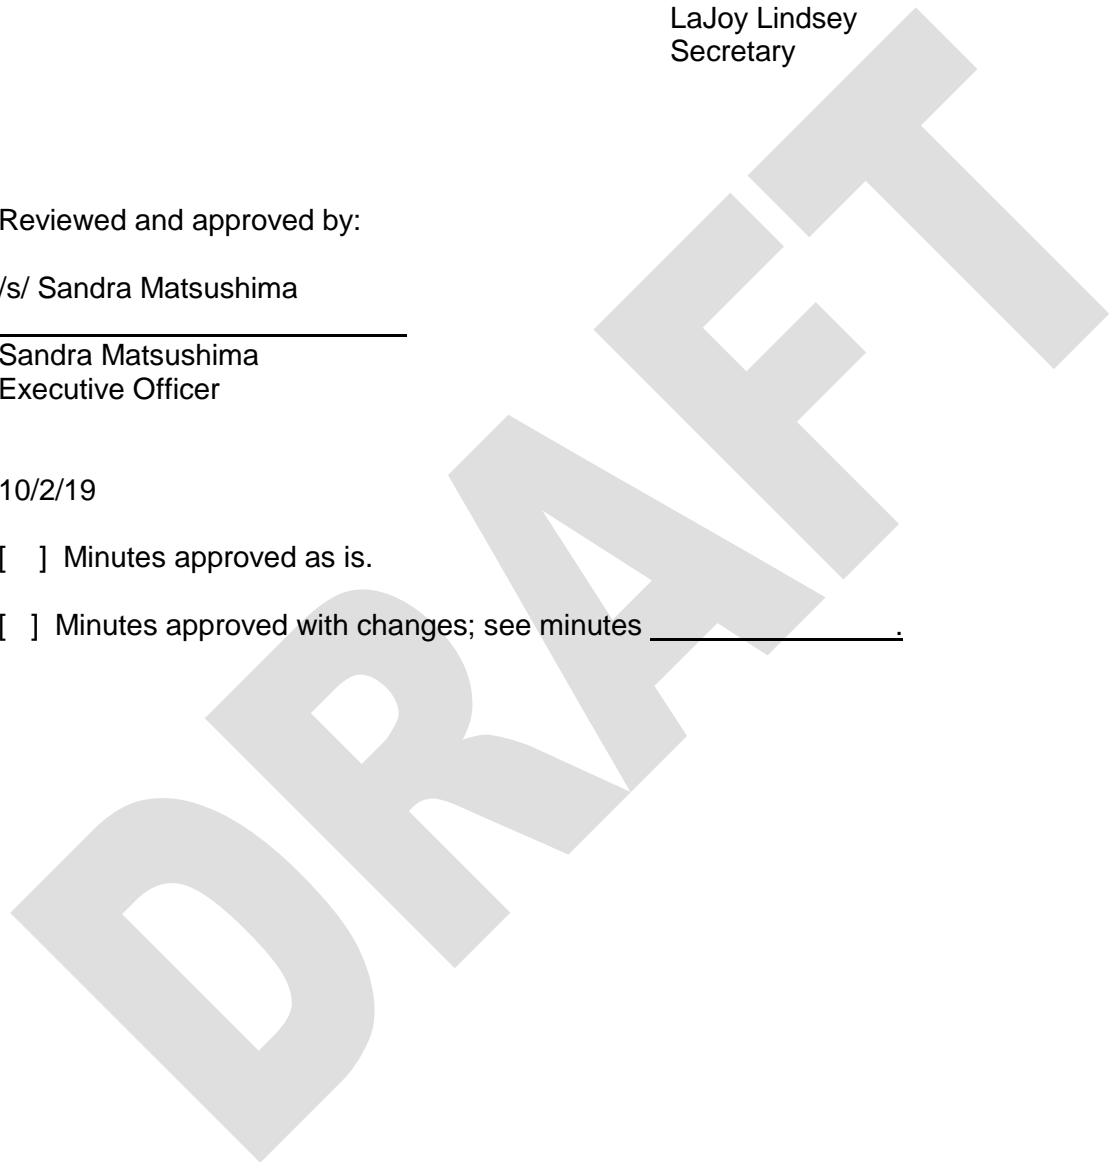 LaJoy Lindsey
Secretary
Reviewed and approved by:
/s/ Sandra Matsushima
Sandra Matsushima
Executive Officer
10/2/19
[ ] Minutes approved as is.
[ ] Minutes approved with changes; see minutes ________________.
DRAFT